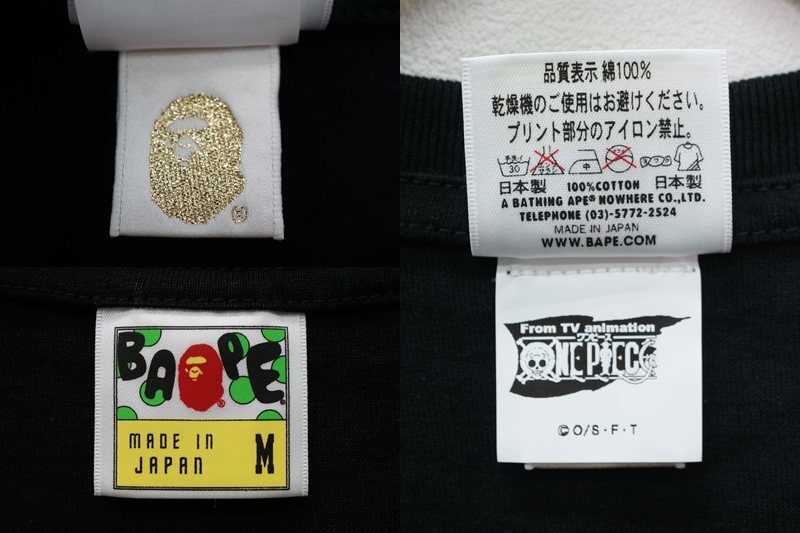 BAPE
MADE IN
JAPAN M
品質表示 綿100%
乾燥機のご使用はお避けください。
プリント部分のアイロン禁止。
30 中
日本製 100%COTTON 日本製
A BATHING APE® NOWHERE CO.,LTD.
TELEPHONE (03)-5772-2524
MADE IN JAPAN
WWW.BAPE.COM
From TV animation
ワンピース
ONE PIECE
©O/S・F・T